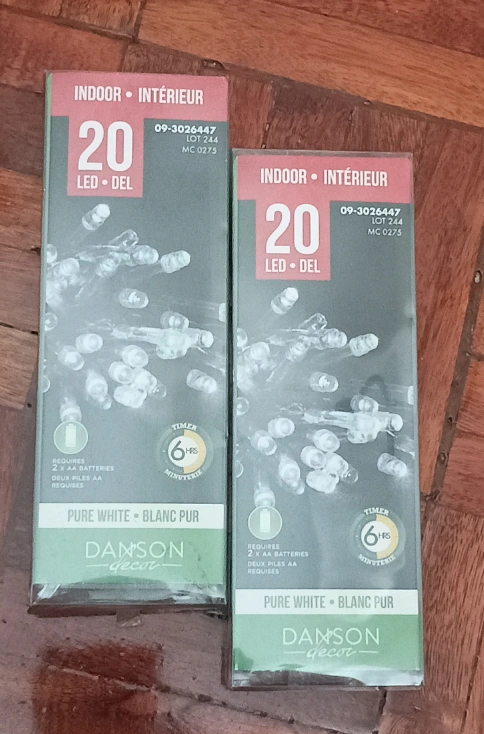 INDOOR • INTÉRIEUR
20
LED • DEL
09-3026447
LOT 244
MC 0275
REQUIRES
2 X AA BATTERIES
DEUX PILES AA
REQUISES
TIMER
6 HRS
MINUTERIE
PURE WHITE • BLANC PUR
DANSON
decor
INDOOR • INTÉRIEUR
20
LED • DEL
09-3026447
LOT 244
MC 0275
REQUIRES
2 X AA BATTERIES
DEUX PILES AA
REQUISES
TIMER
6 HRS
MINUTERIE
PURE WHITE • BLANC PUR
DANSON
decor